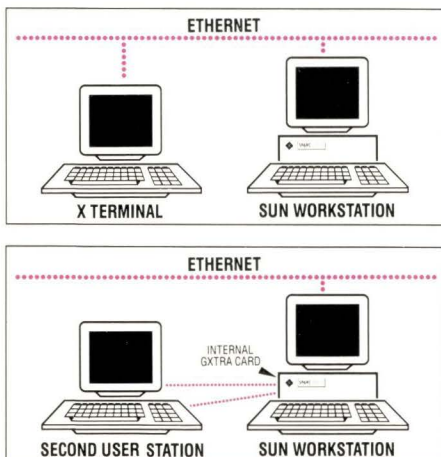 ETHERNET
X TERMINAL
SUN WORKSTATION
ETHERNET
INTERNAL
GXTRA CARD
SECOND USER STATION
SUN WORKSTATION